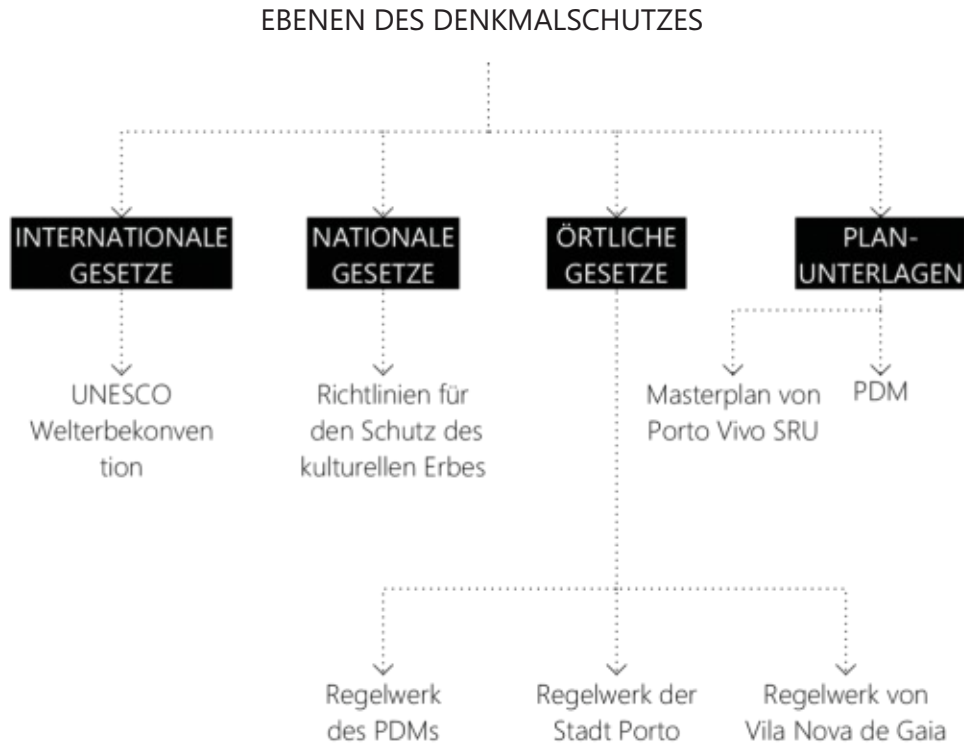 EBENEN DES DENKMALSCHUTZES
INTERNATIONALE
GESETZE
NATIONALE
GESETZE
ÖRTLICHE
GESETZE
PLAN-
UNTERLAGEN
UNESCO
Welterbekonven
tion
Richtlinien für
den Schutz des
kulturellen Erbes
Masterplan von
Porto Vivo SRU
PDM
Regelwerk
des PDMs
Regelwerk der
Stadt Porto
Regelwerk von
Vila Nova de Gaia